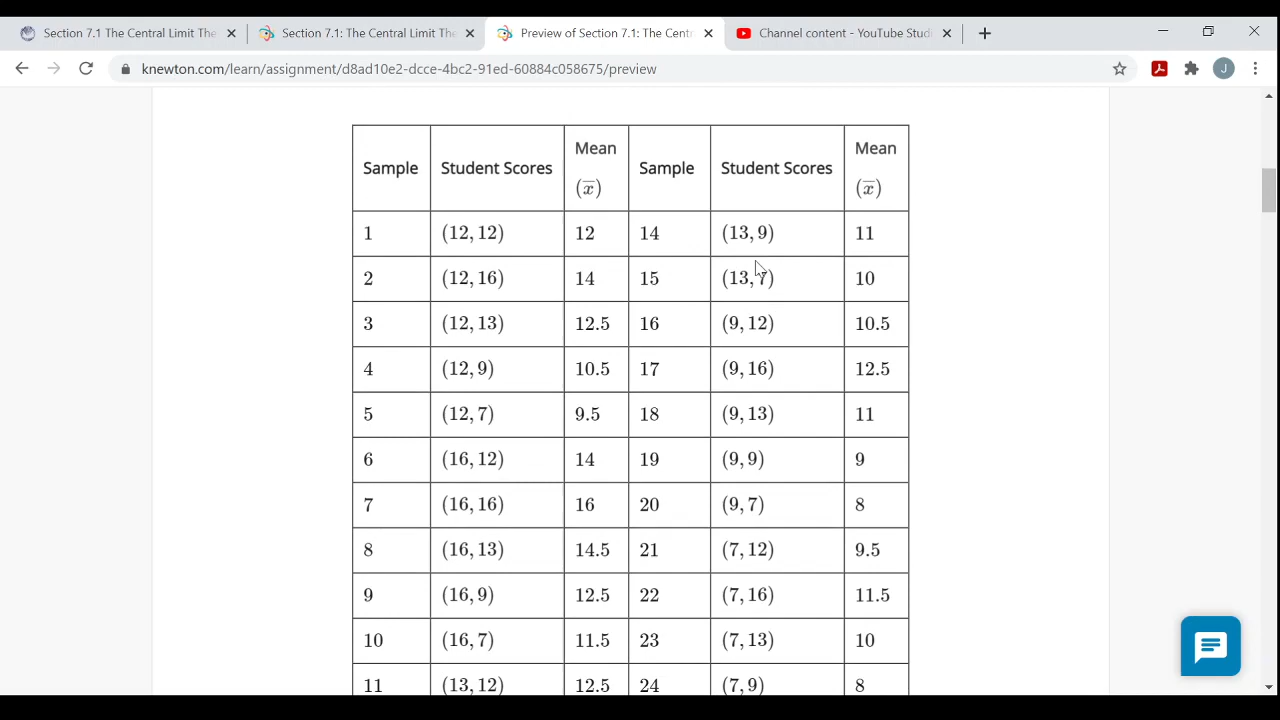 Section 7.1 The Central Limit The
Section 7.1: The Central Limit The
Preview of Section 7.1: The Centr
Channel content - YouTube Stud
knewton.com/learn/assignment/d8ad10e2-dcce-4bc2-91ed-60884c058675/preview
J
Sample Student Scores Mean (x̅) Sample Student Scores Mean (x̅)
1 (12, 12) 12 14 (13, 9) 11
2 (12, 16) 14 15 (13, 7) 10
3 (12, 13) 12.5 16 (9, 12) 10.5
4 (12, 9) 10.5 17 (9, 16) 12.5
5 (12, 7) 9.5 18 (9, 13) 11
6 (16, 12) 14 19 (9, 9) 9
7 (16, 16) 16 20 (9, 7) 8
8 (16, 13) 14.5 21 (7, 12) 9.5
9 (16, 9) 12.5 22 (7, 16) 11.5
10 (16, 7) 11.5 23 (7, 13) 10
11 (13, 12) 12.5 24 (7, 9) 8